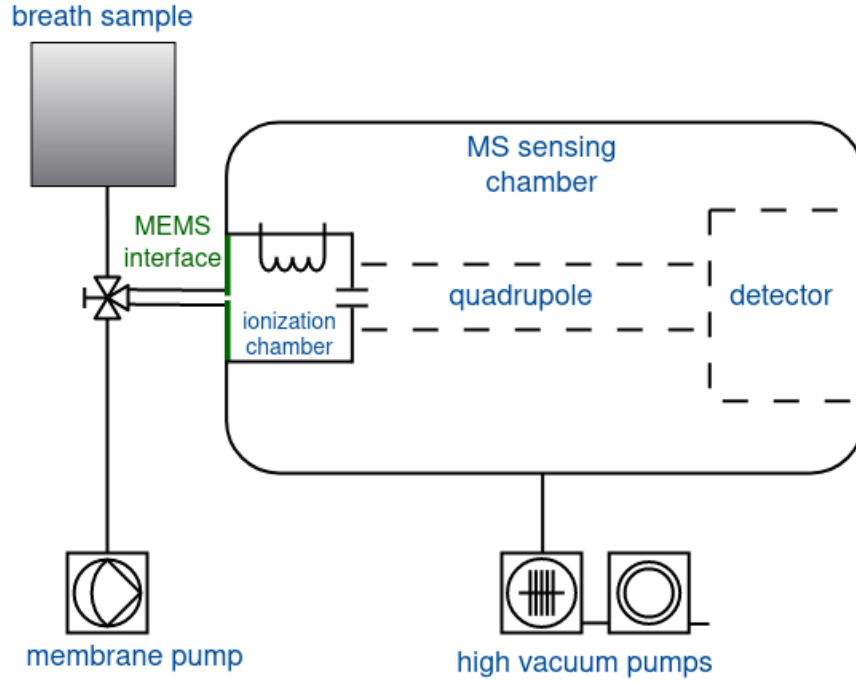 breath sample
MS sensing
chamber
MEMS
interface
quadrupole
detector
ionization
chamber
membrane pump
high vacuum pumps